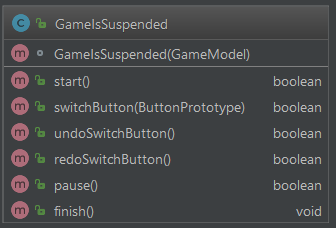 C GameIsSuspended
m GameIsSuspended(GameModel)
m start() boolean
m switchButton(ButtonPrototype) boolean
m undoSwitchButton() boolean
m redoSwitchButton() boolean
m pause() boolean
m finish() void